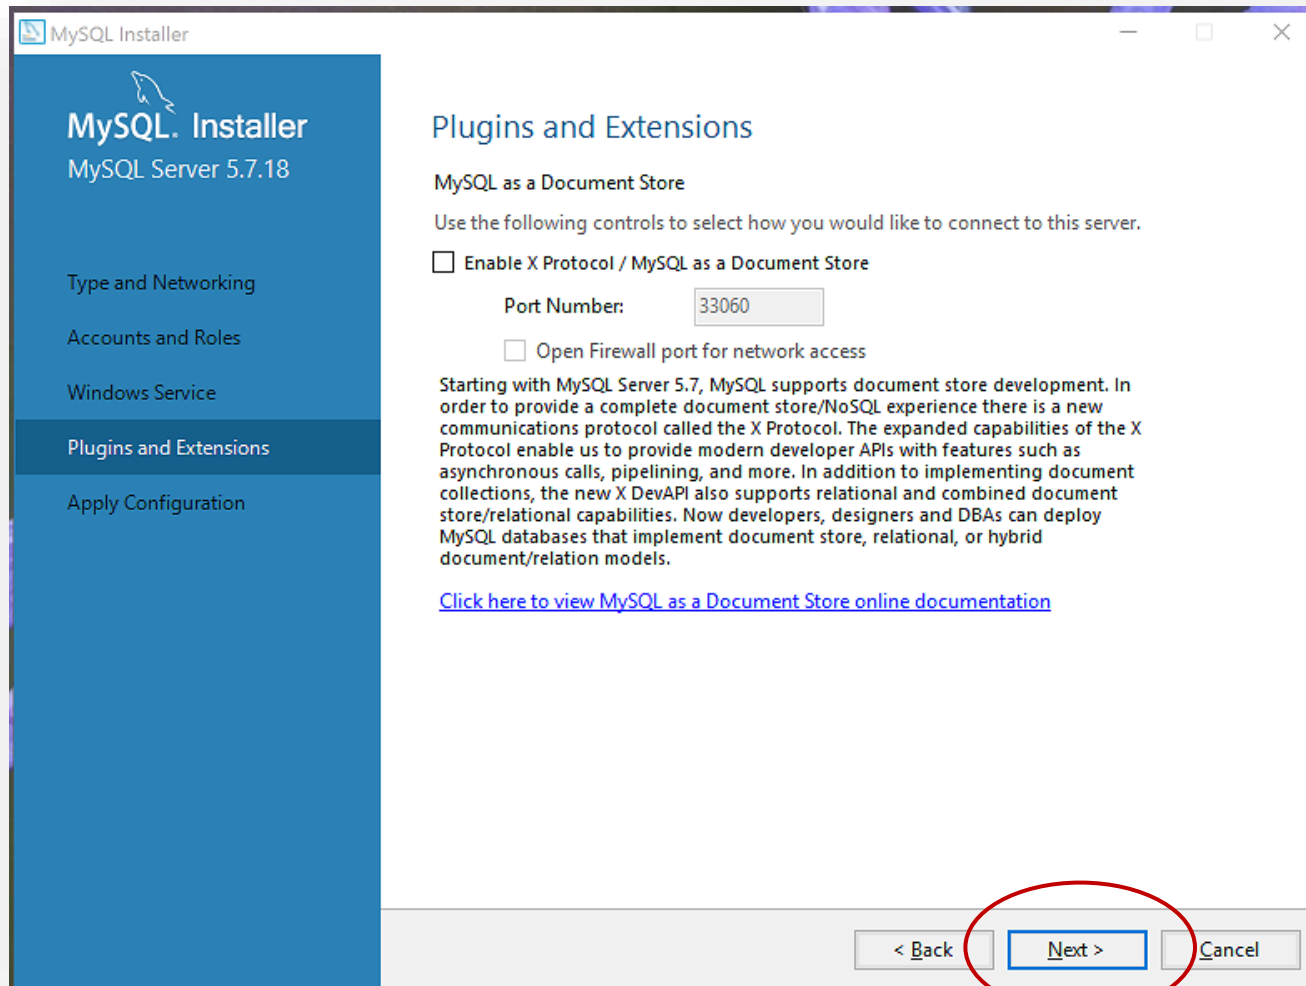 MySQL Installer
MySQL. Installer
MySQL Server 5.7.18
Type and Networking
Accounts and Roles
Windows Service
Plugins and Extensions
Apply Configuration
Plugins and Extensions
MySQL as a Document Store
Use the following controls to select how you would like to connect to this server.
Enable X Protocol / MySQL as a Document Store
Port Number: 33060
Open Firewall port for network access
Starting with MySQL Server 5.7, MySQL supports document store development. In
order to provide a complete document store/NoSQL experience there is a new
communications protocol called the X Protocol. The expanded capabilities of the X
Protocol enable us to provide modern developer APIs with features such as
asynchronous calls, pipelining, and more. In addition to implementing document
collections, the new X DevAPI also supports relational and combined document
store/relational capabilities. Now developers, designers and DBAs can deploy
MySQL databases that implement document store, relational, or hybrid
document/relation models.
Click here to view MySQL as a Document Store online documentation
< Back Next > Cancel